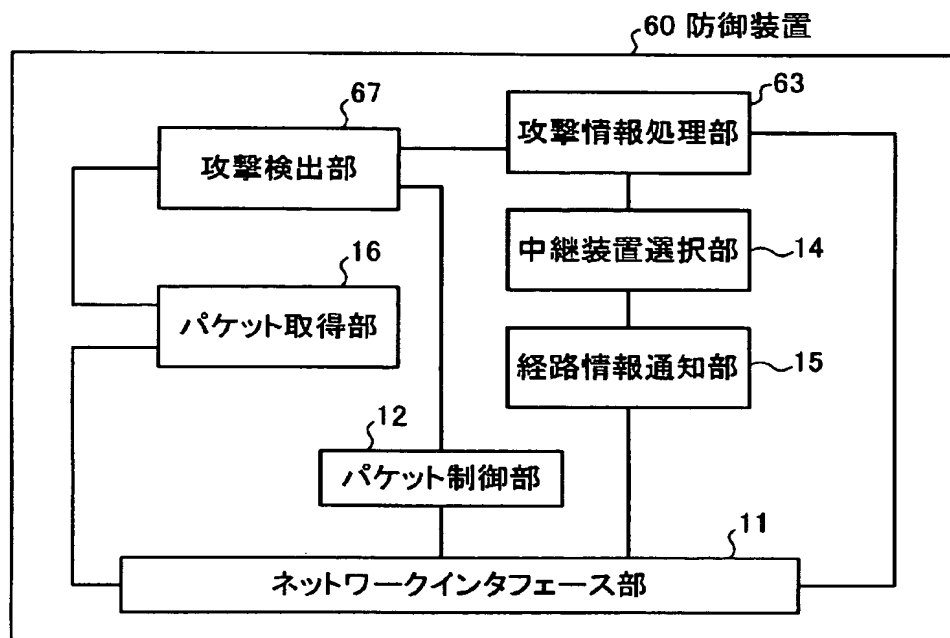 60 防御装置
67
攻撃検出部
63
攻撃情報処理部
中継装置選択部
14
16
パケット取得部
経路情報通知部
15
12
パケット制御部
11
ネットワークインタフェース部